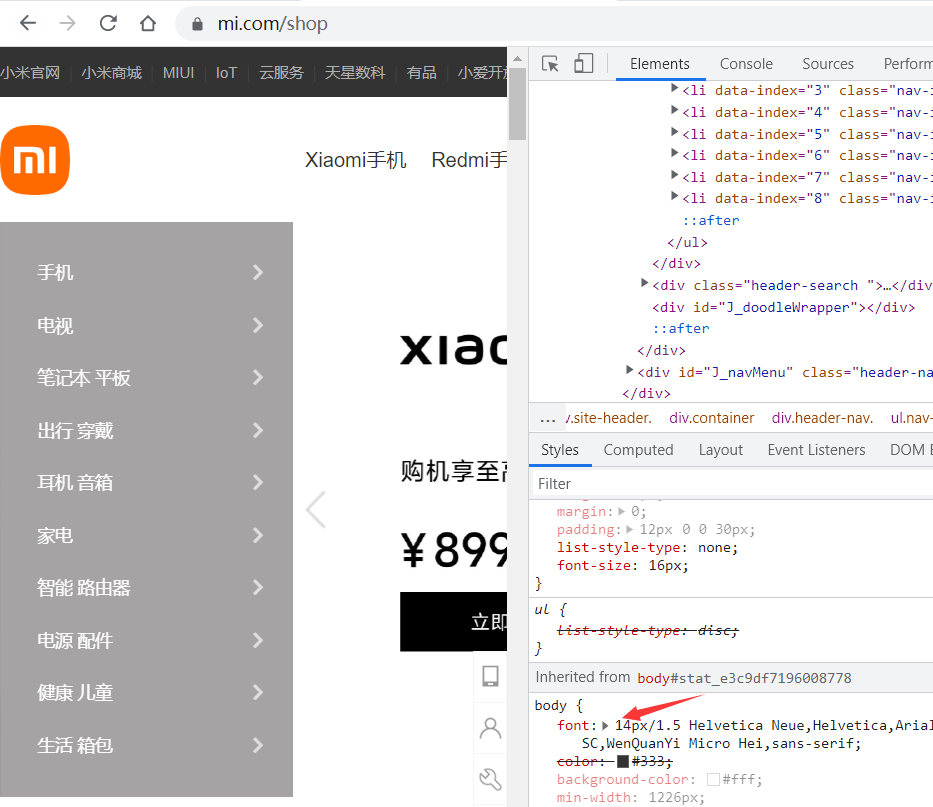 mi.com/shop
小米官网 小米商城 MIUI IoT 云服务 天星数科 有品 小爱开放
Xiaomi手机 Redmi手
手机
电视
笔记本 平板
出行 穿戴
耳机 音箱
家电
智能 路由器
电源 配件
健康 儿童
生活 箱包
xiao
购机享至高
¥899
立即
Elements Console Sources Perform
<li data-index="3" class="nav-i
<li data-index="4" class="nav-i
<li data-index="5" class="nav-i
<li data-index="6" class="nav-i
<li data-index="7" class="nav-i
<li data-index="8" class="nav-i
::after
</ul>
</div>
<div class="header-search ">…</div
<div id="J_doodleWrapper"></div>
::after
</div>
<div id="J_navMenu" class="header-na
</div>
… v.site-header. div.container div.header-nav. ul.nav-
Styles Computed Layout Event Listeners DOM
Filter
margin: 0;
padding: 12px 0 0 30px;
list-style-type: none;
font-size: 16px;
}
ul {
list-style-type: disc;
}
Inherited from body#stat_e3c9df7196008778
body {
font: 14px/1.5 Helvetica Neue,Helvetica,Arial
SC,WenQuanYi Micro Hei,sans-serif;
color: #333;
background-color: #fff;
min-width: 1226px;